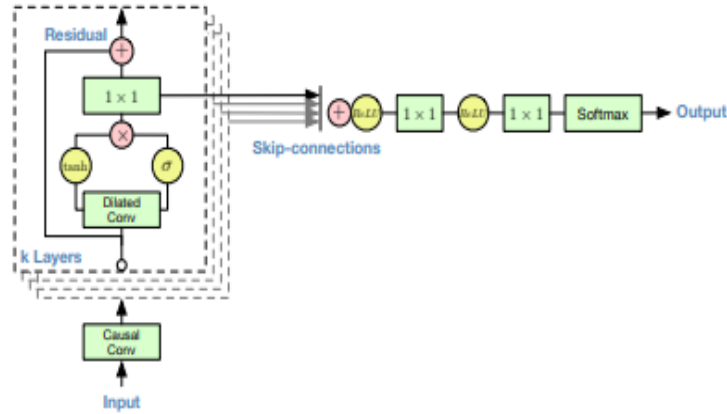 Residual
+
1 × 1
×
tanh
σ
Dilated
Conv
k Layers
Causal
Conv
Input
Skip-connections
+
ReLU
1 × 1
ReLU
1 × 1
Softmax
Output